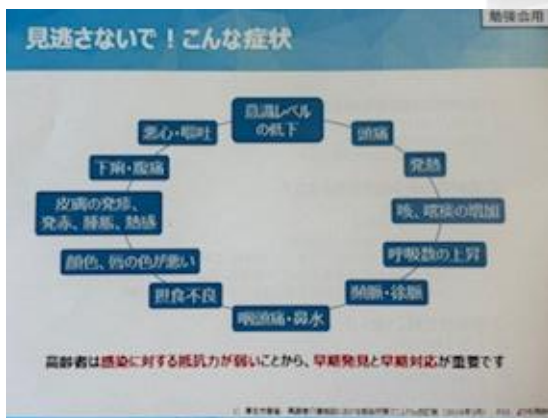 勉強会用
見逃さないで！こんな症状
意識レベル
の低下
頭痛
発熱
咳、喀痰の増加
呼吸数の上昇
頻脈・徐脈
咽頭痛・鼻水
摂食不良
顔色、唇の色が悪い
皮膚の発疹、
発赤、腫脹、熱感
下痢・腹痛
悪心・嘔吐
高齢者は感染に対する抵抗力が弱いことから、早期発見と早期対応が重要です